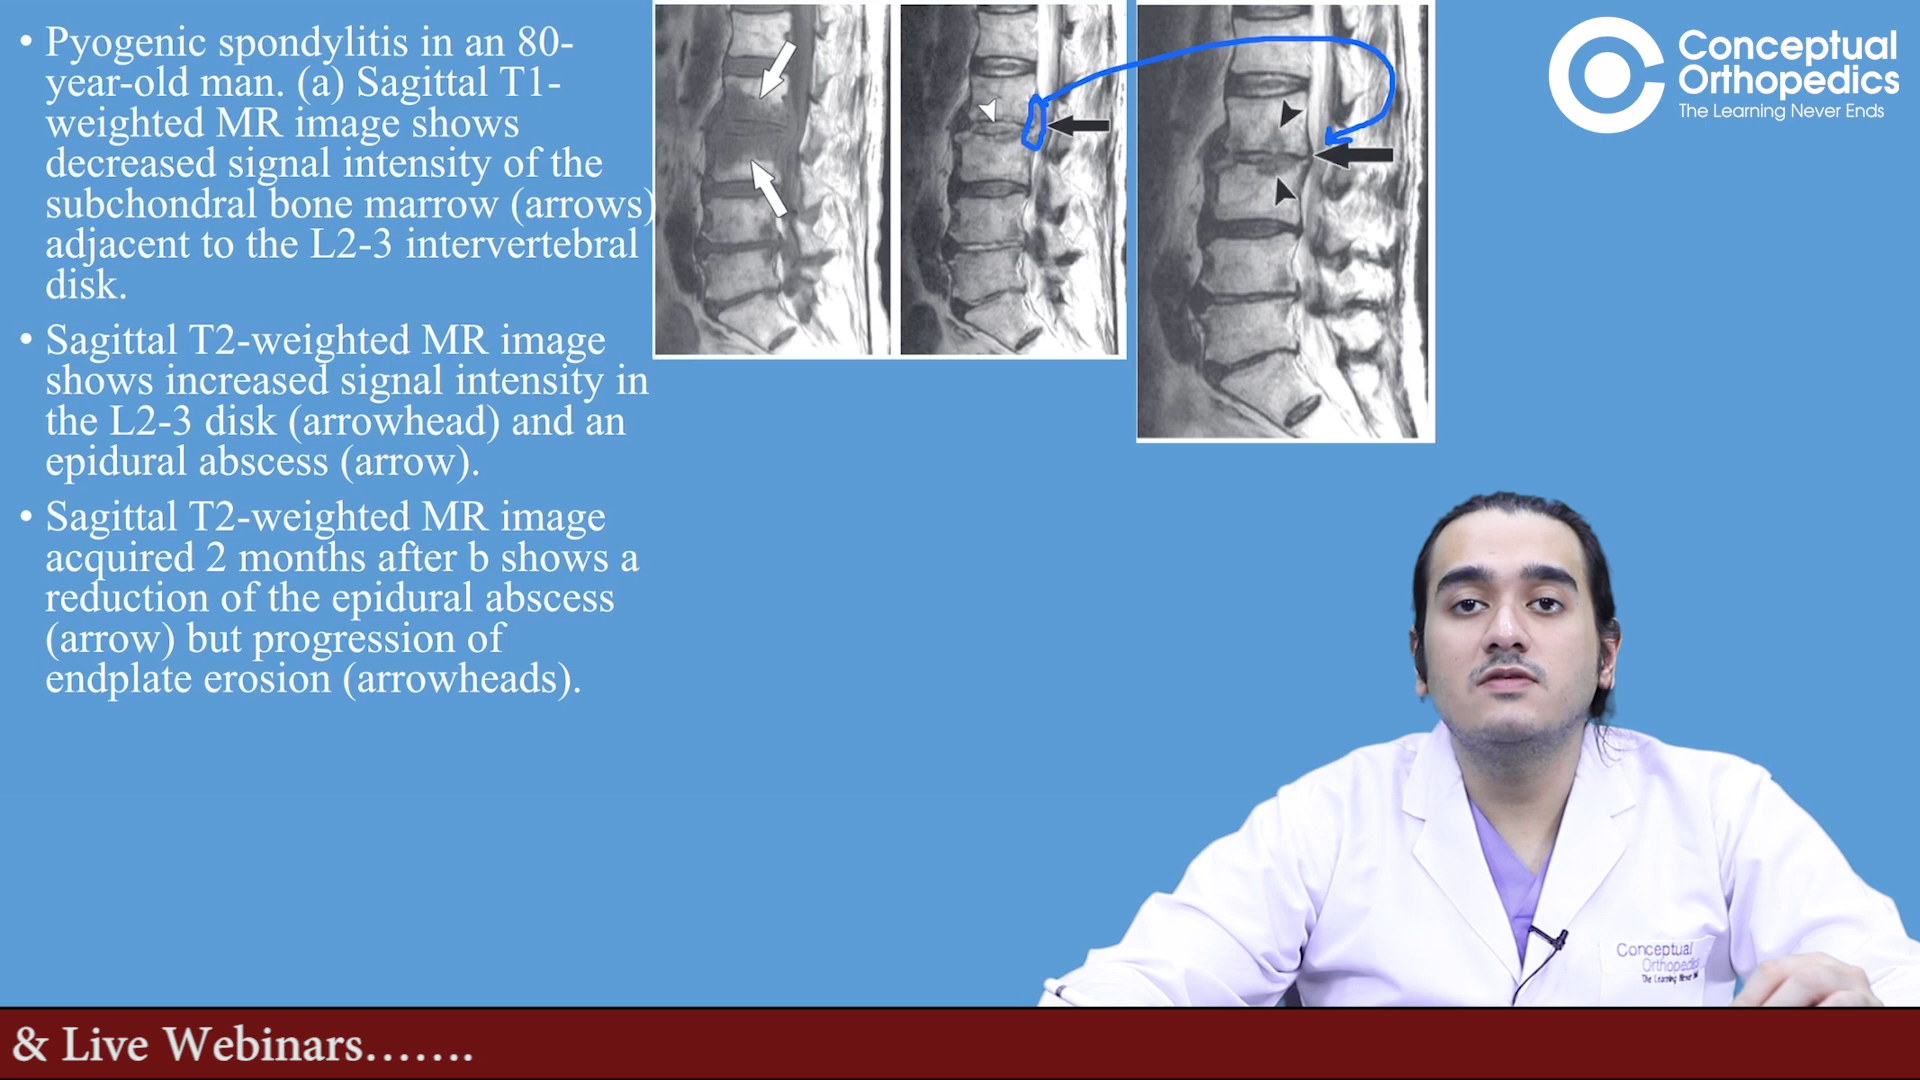 • Pyogenic spondylitis in an 80-
year-old man. (a) Sagittal T1-
weighted MR image shows
decreased signal intensity of the
subchondral bone marrow (arrows)
adjacent to the L2-3 intervertebral
disk.
• Sagittal T2-weighted MR image
shows increased signal intensity in
the L2-3 disk (arrowhead) and an
epidural abscess (arrow).
• Sagittal T2-weighted MR image
acquired 2 months after b shows a
reduction of the epidural abscess
(arrow) but progression of
endplate erosion (arrowheads).
Conceptual
Orthopedics
The Learning Never Ends
Conceptual
Orthopedics
The Learning Never
& Live Webinars.......